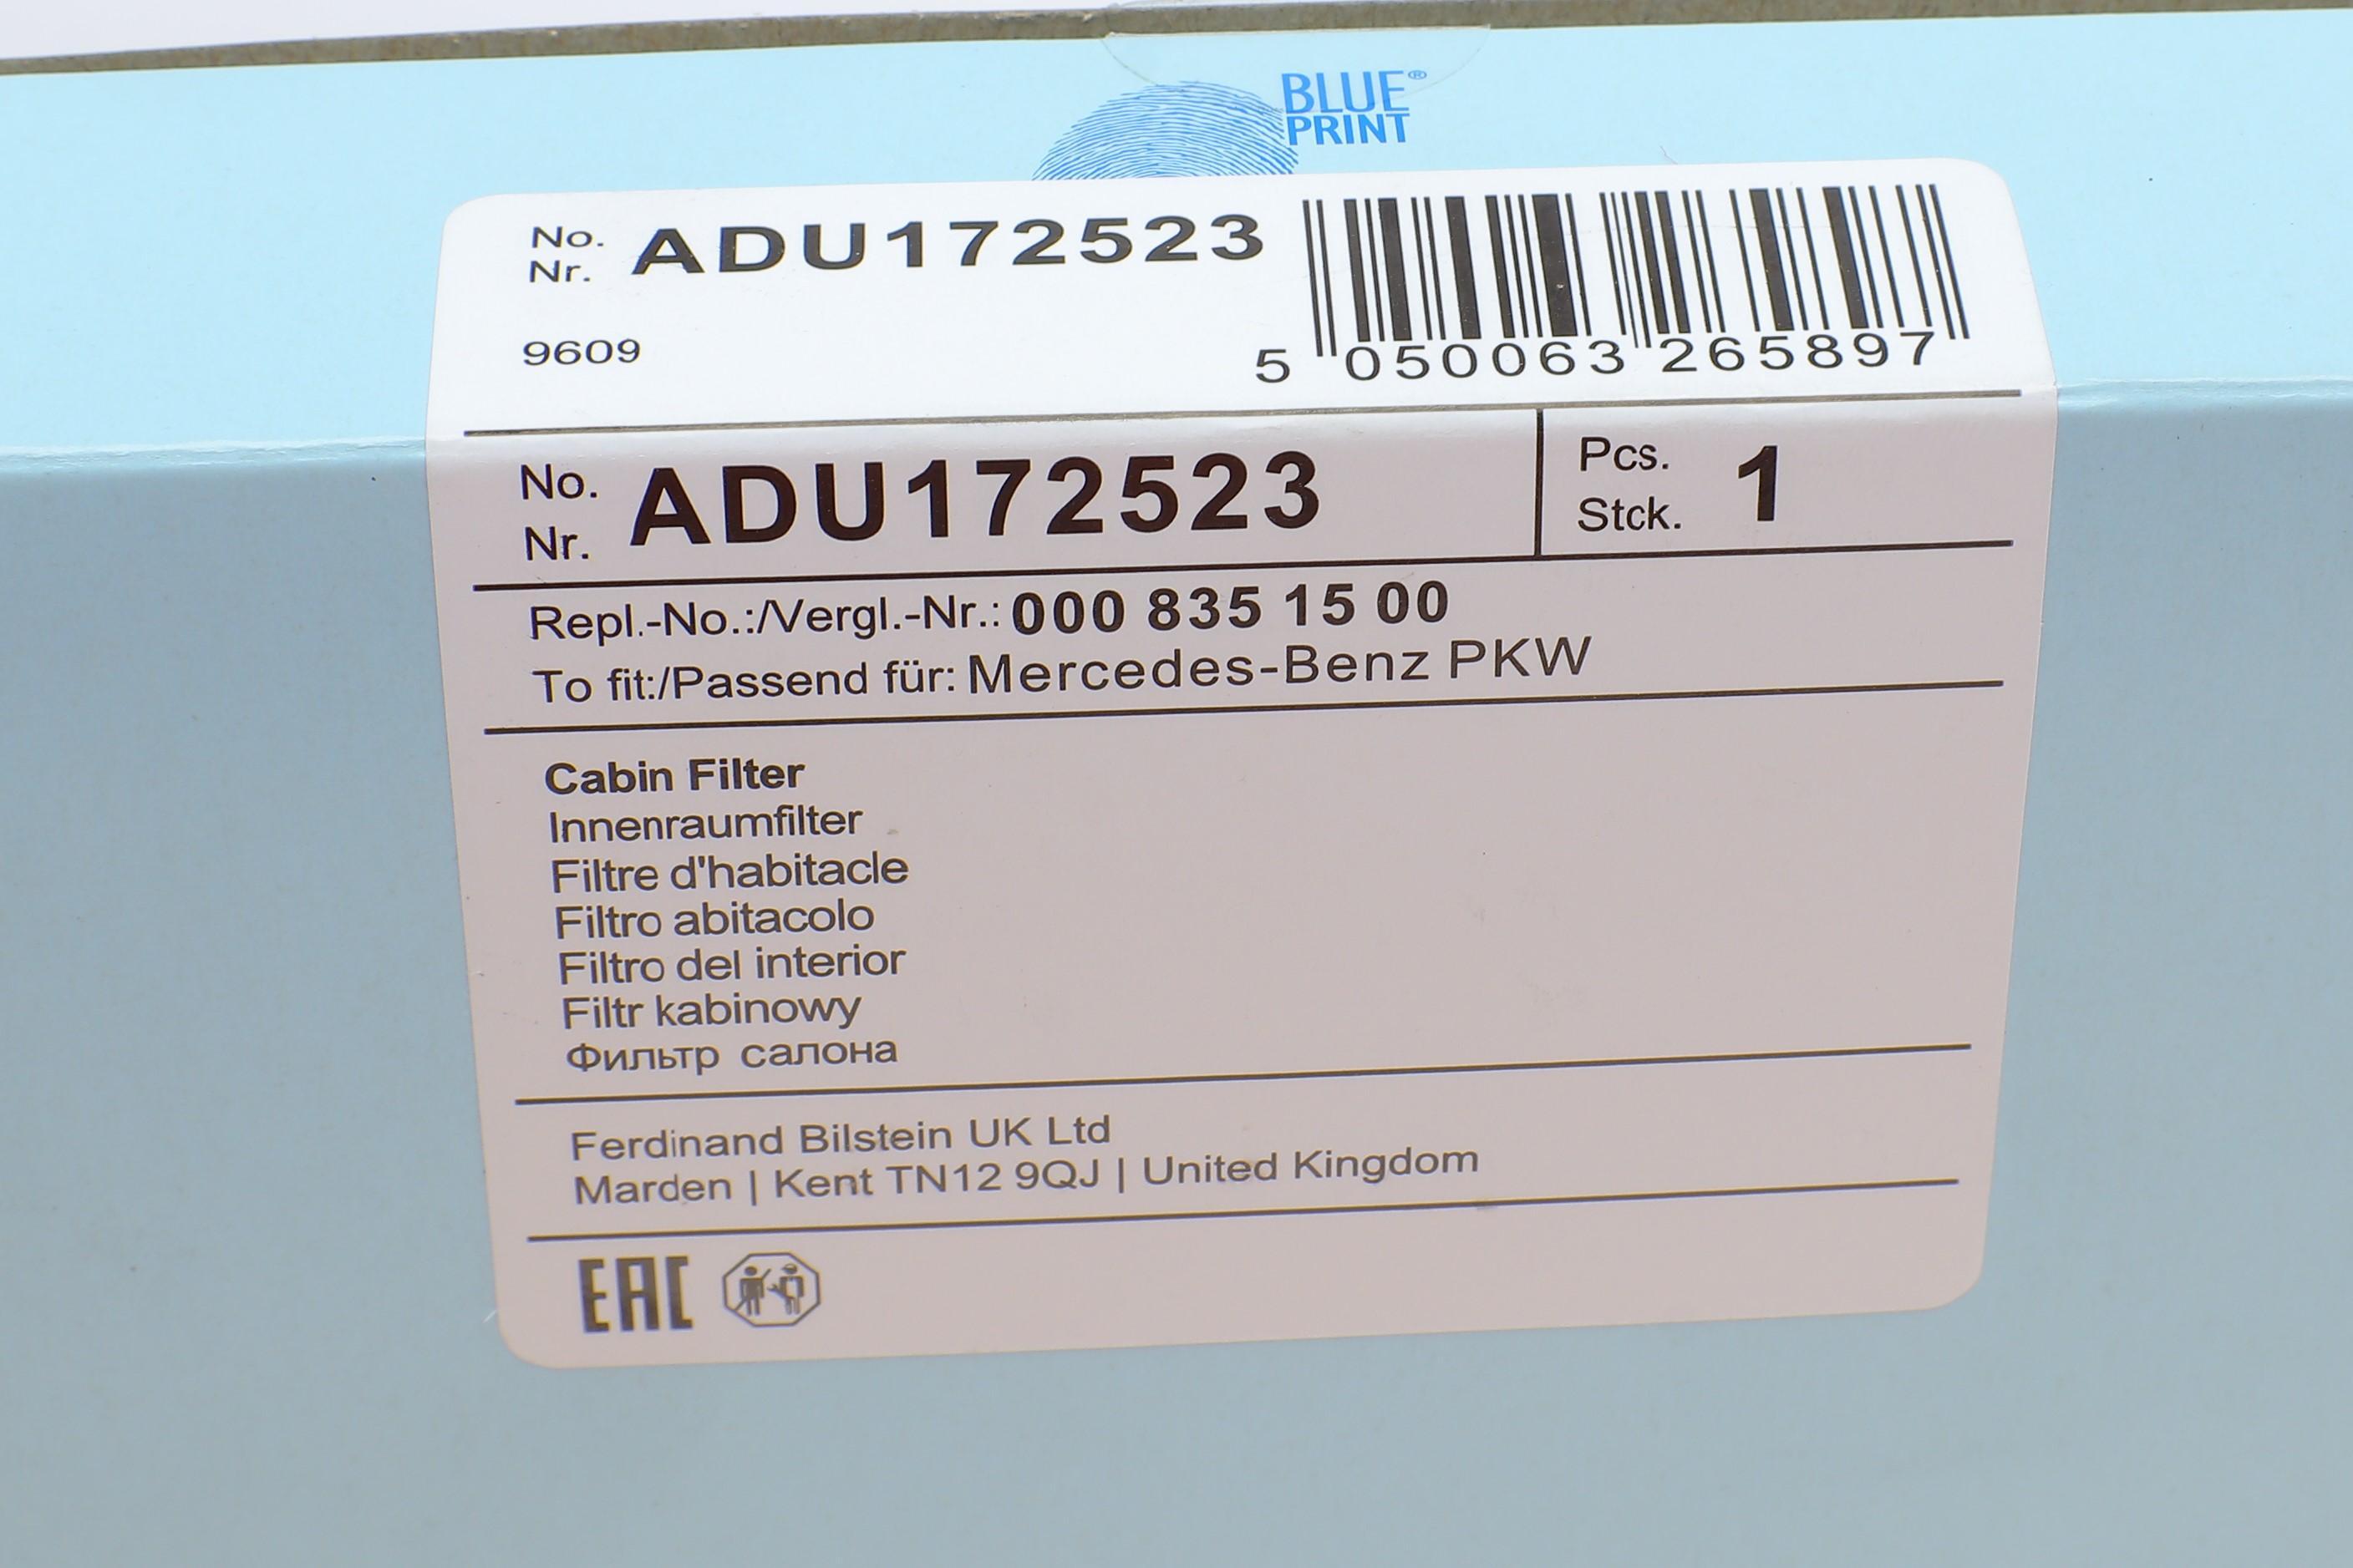 BLUE®
PRINT
No.
Nr. ADU172523
9609
5 050063 265897
No.
Nr. ADU172523
Pcs.
Stck. 1
Repl.-No.:/Vergl.-Nr.: 000 835 15 00
To fit:/Passend für: Mercedes-Benz PKW
Cabin Filter
Innenraumfilter
Filtre d'habitacle
Filtro abitacolo
Filtro del interior
Filtr kabinowy
Фильтр салона
Ferdinand Bilstein UK Ltd
Marden | Kent TN12 9QJ | United Kingdom
EAC